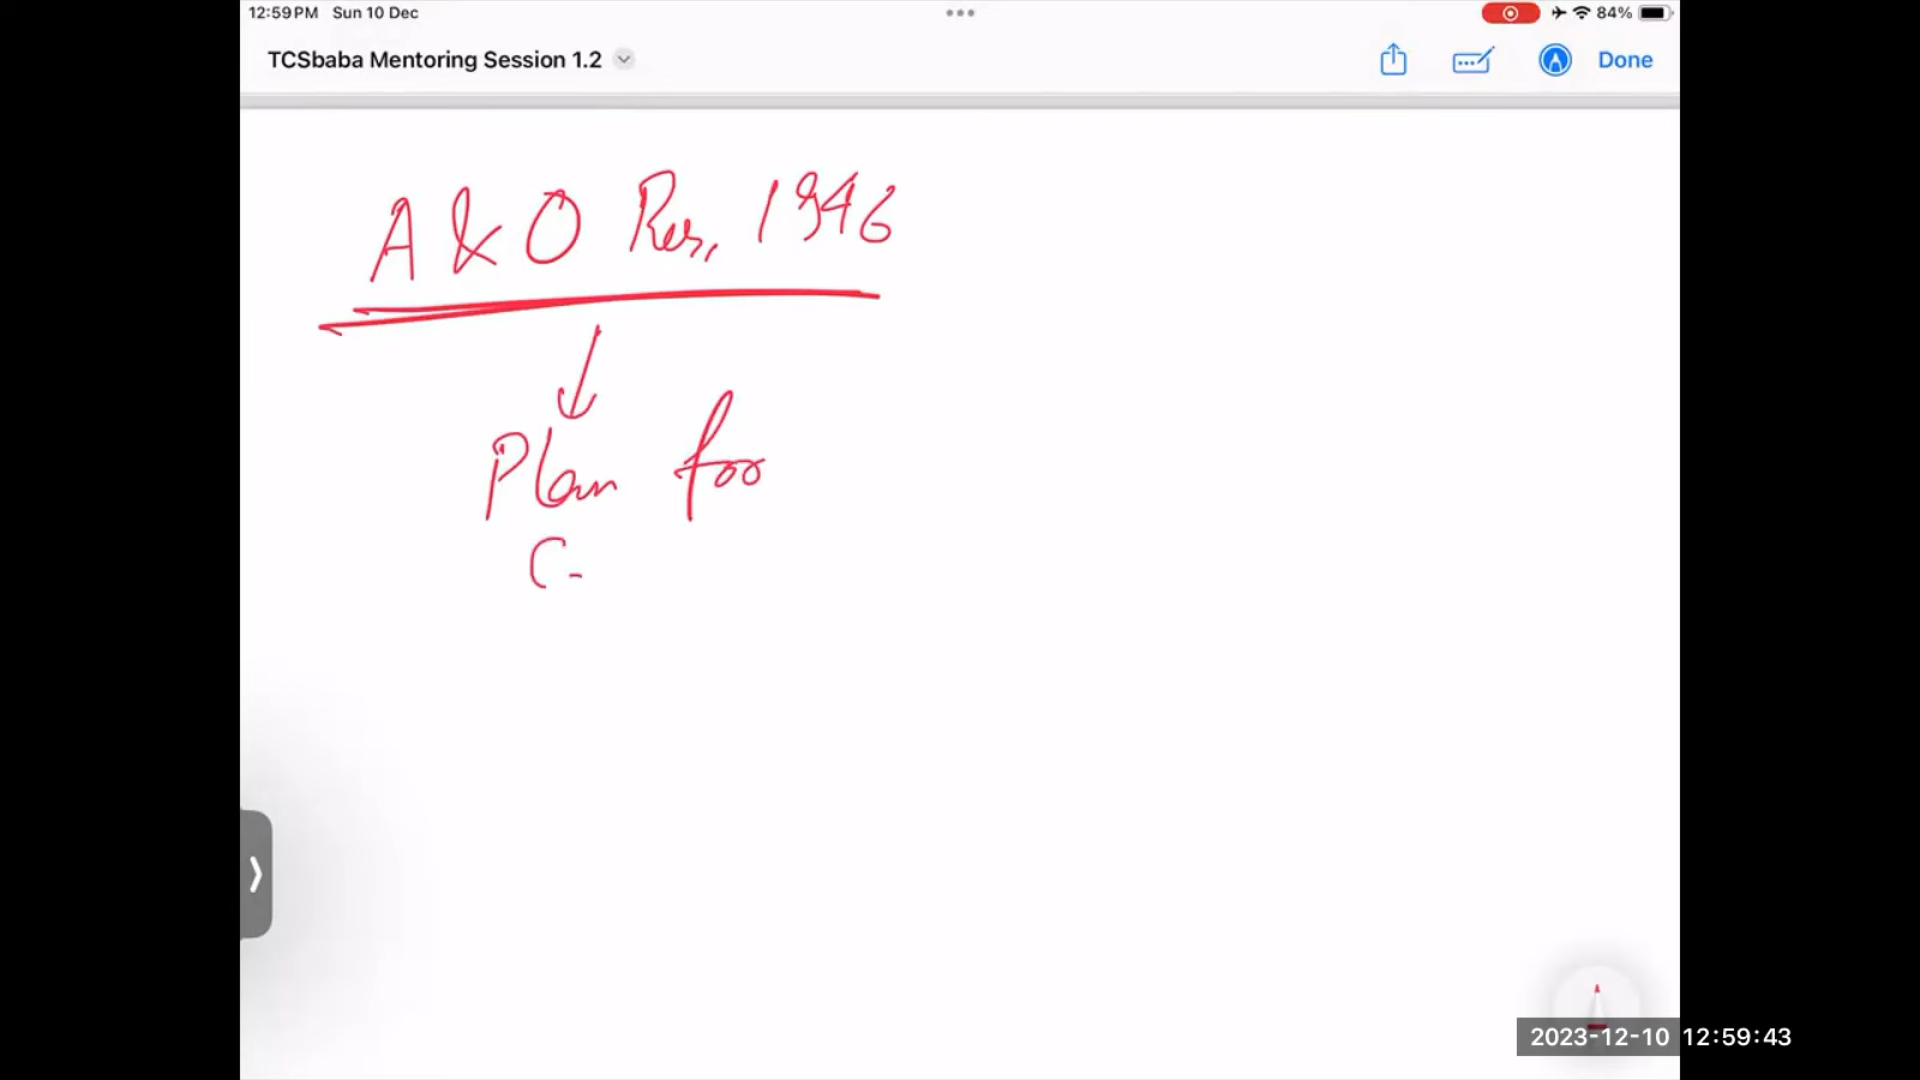 12:59 PM Sun 10 Dec
84%
TCSbaba Mentoring Session 1.2
Done
A & O Res, 1946
Plan for
C-
2023-12-10 12:59:43